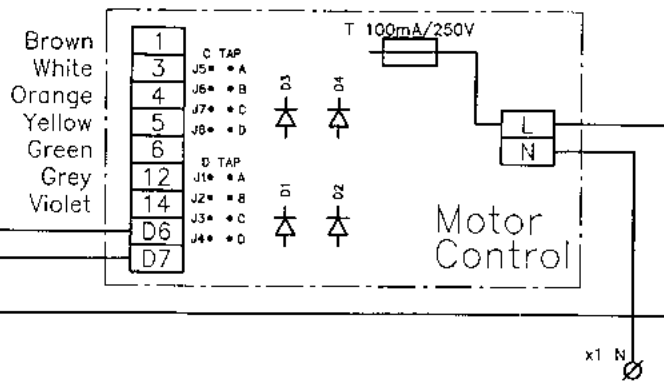 T 100mA/250V
Brown 1
White 3
Orange 4
Yellow 5
Green 6
Grey 12
Violet 14
D6
D7
C TAP
J5 A
J6 B
J7 C
J8 D
D TAP
J1 A
J2 B
J3 C
J4 D
D3 D4
D1 D2
L
N
Motor
Control
x1 N